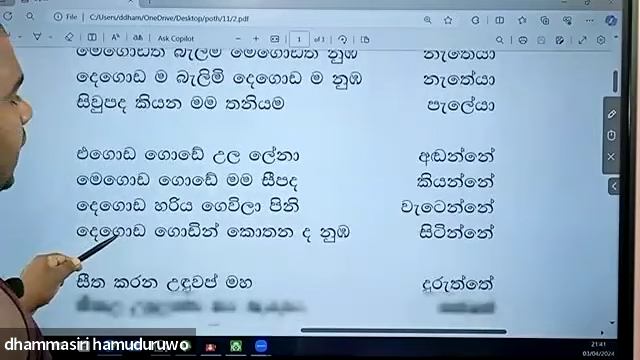 File C:/Users/ddham/OneDrive/Desktop/poth/11/2.pdf
Ask Copilot 1 of 3
මෙගොඩත් බැලිමි මෙගොඩත් නුඹ නැතෙයා
දෙගොඩ ම බැලිමි දෙගොඩ ම නුඹ නැතේයා
සිවුපද කියන මම තනියම පැලේයා
එගොඩ ගොඩේ උල ලේනා අඬන්නේ
මෙගොඩ ගොඩේ මම සීපද කියන්නේ
දෙගොඩ හරිය ගෙවිලා පිනි වැටෙන්නේ
දෙගොඩ ගොඩින් කොතන ද නුඹ සිටින්නේ
සීත කරන උඳුවප් මහ දුරුත්තේ
dhammasiri hamuduruwo
21:41
03/04/2024